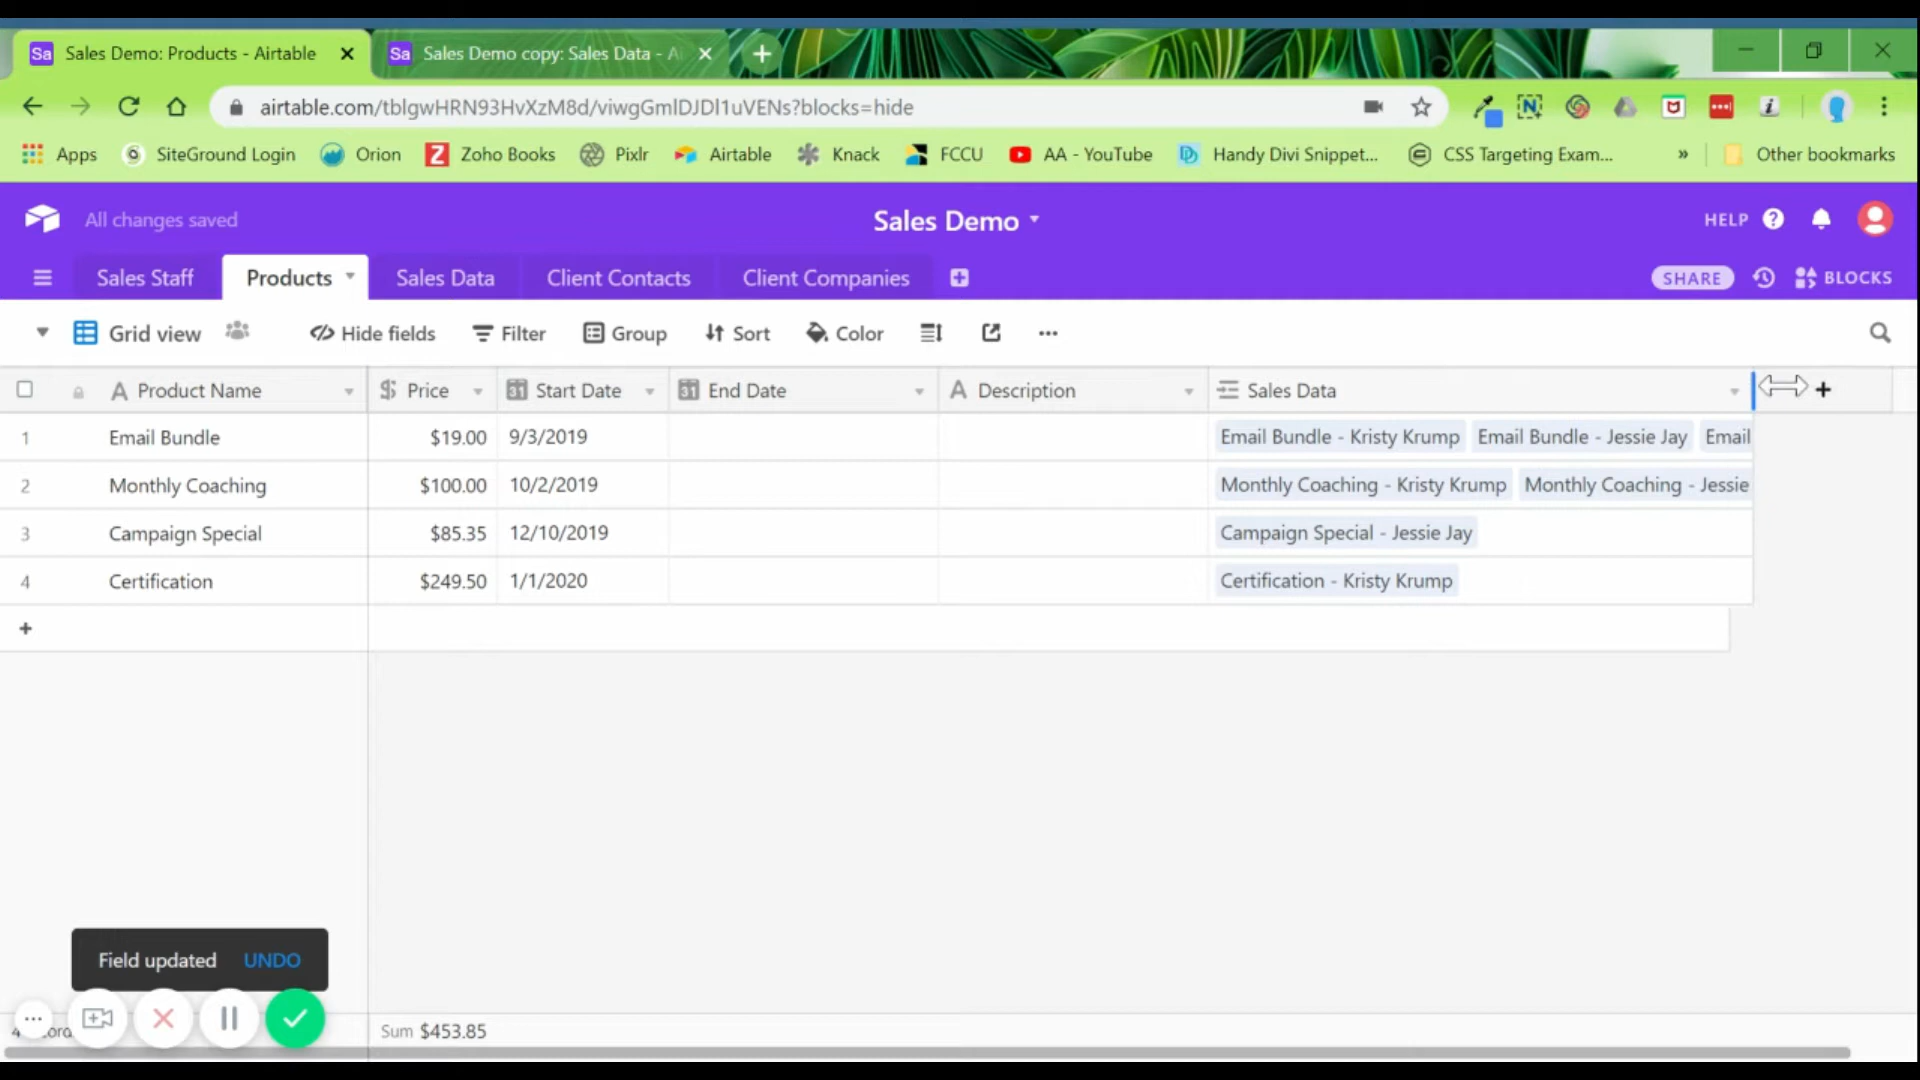 Sa Sales Demo: Products - Airtable
Sa Sales Demo copy: Sales Data - A
airtable.com/tblgwHRN93HvXzM8d/viwgGmlDJDl1uVENs?blocks=hide
Apps SiteGround Login Orion Zoho Books Pixlr Airtable Knack FCCU AA - YouTube Handy Divi Snippet... CSS Targeting Exam... » Other bookmarks
All changes saved
Sales Demo
HELP ?
Sales Staff Products Sales Data Client Contacts Client Companies
SHARE BLOCKS
Grid view Hide fields Filter Group Sort Color ...
A Product Name $ Price 31 Start Date 31 End Date A Description Sales Data +
1 Email Bundle $19.00 9/3/2019 Email Bundle - Kristy Krump Email Bundle - Jessie Jay Email
2 Monthly Coaching $100.00 10/2/2019 Monthly Coaching - Kristy Krump Monthly Coaching - Jessie
3 Campaign Special $85.35 12/10/2019 Campaign Special - Jessie Jay
4 Certification $249.50 1/1/2020 Certification - Kristy Krump
+
Field updated UNDO
Sum $453.85